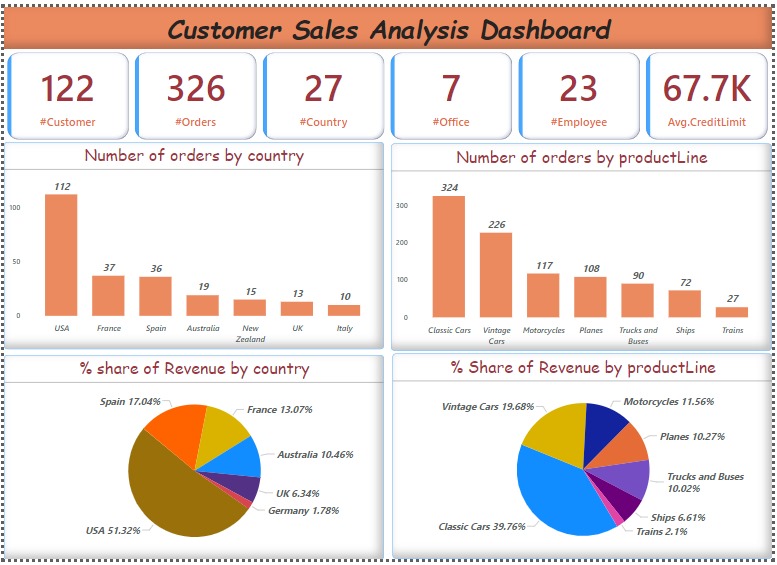 Customer Sales Analysis Dashboard
122
#Customer
326
#Orders
27
#Country
7
#Office
23
#Employee
67.7K
Avg.CreditLimit
Number of orders by country
100
50
0
112
37
36
19
15
13
10
USA
France
Spain
Australia
New
Zealand
UK
Italy
Number of orders by productLine
300
200
100
0
324
226
117
108
90
72
27
Classic Cars
Vintage
Cars
Motorcycles
Planes
Trucks and
Buses
Ships
Trains
% share of Revenue by country
Spain 17.04%
France 13.07%
Australia 10.46%
UK 6.34%
Germany 1.78%
USA 51.32%
% Share of Revenue by productLine
Vintage Cars 19.68%
Motorcycles 11.56%
Planes 10.27%
Trucks and Buses
10.02%
Ships 6.61%
Trains 2.1%
Classic Cars 39.76%